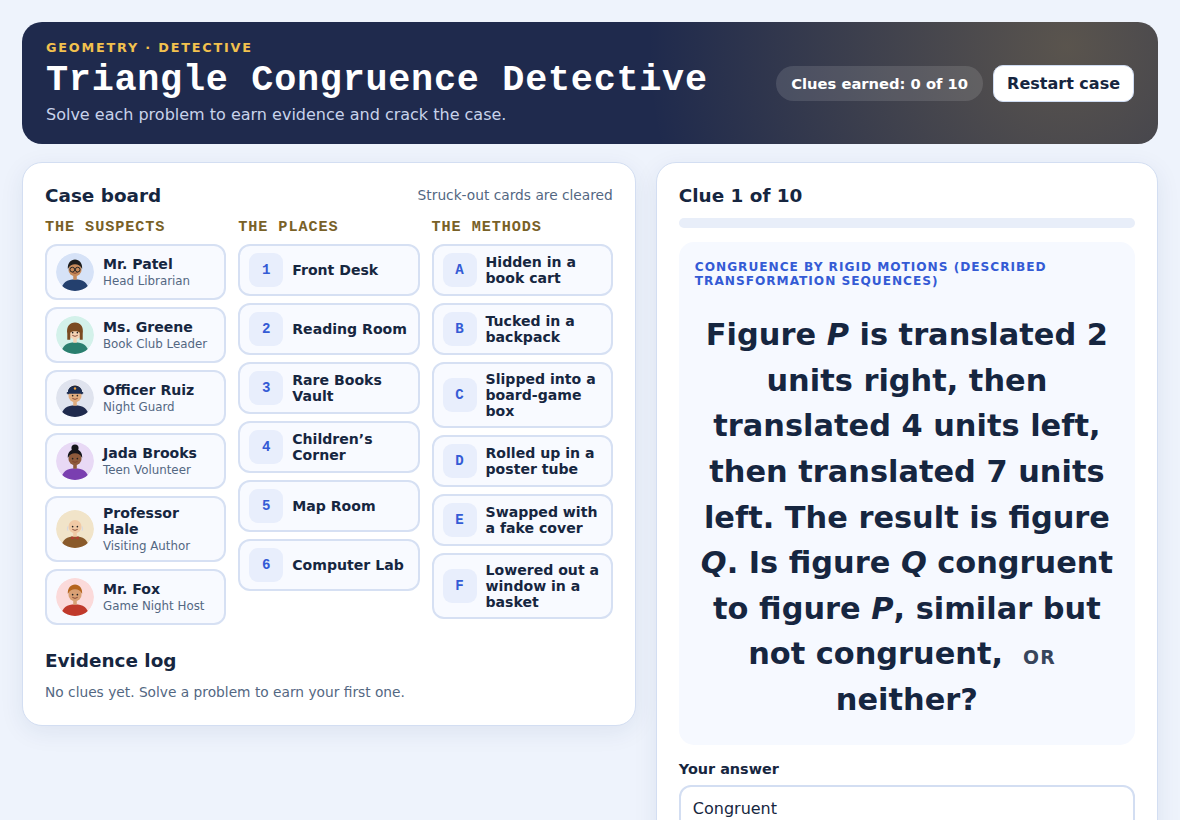 GEOMETRY · DETECTIVE
Triangle Congruence Detective
Solve each problem to earn evidence and crack the case.
Clues earned: 0 of 10
Restart case
Case board
Struck-out cards are cleared
THE SUSPECTS
Mr. Patel
Head Librarian
Ms. Greene
Book Club Leader
Officer Ruiz
Night Guard
Jada Brooks
Teen Volunteer
Professor
Hale
Visiting Author
Mr. Fox
Game Night Host
THE PLACES
1 Front Desk
2 Reading Room
3 Rare Books
Vault
4 Children’s
Corner
5 Map Room
6 Computer Lab
THE METHODS
A Hidden in a
book cart
B Tucked in a
backpack
C Slipped into a
board-game
box
D Rolled up in a
poster tube
E Swapped with
a fake cover
F Lowered out a
window in a
basket
Evidence log
No clues yet. Solve a problem to earn your first one.
Clue 1 of 10
CONGRUENCE BY RIGID MOTIONS (DESCRIBED
TRANSFORMATION SEQUENCES)
Figure P is translated 2
units right, then
translated 4 units left,
then translated 7 units
left. The result is figure
Q. Is figure Q congruent
to figure P, similar but
not congruent, OR
neither?
Your answer
Congruent